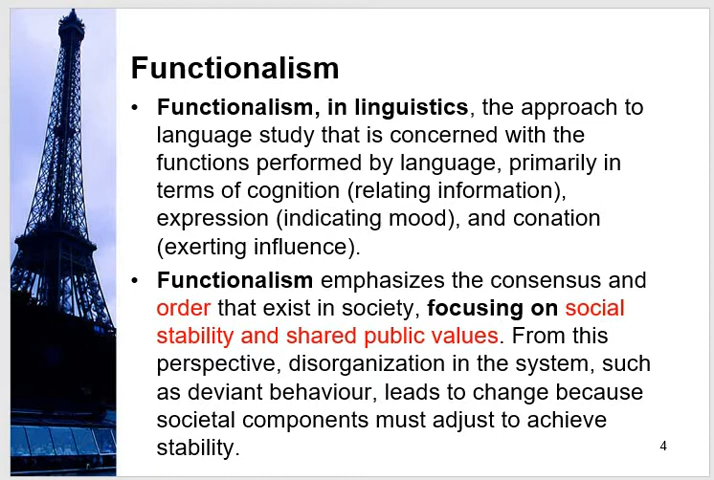 Functionalism
• Functionalism, in linguistics, the approach to
language study that is concerned with the
functions performed by language, primarily in
terms of cognition (relating information),
expression (indicating mood), and conation
(exerting influence).
• Functionalism emphasizes the consensus and
order that exist in society, focusing on social
stability and shared public values. From this
perspective, disorganization in the system, such
as deviant behaviour, leads to change because
societal components must adjust to achieve
stability.
4